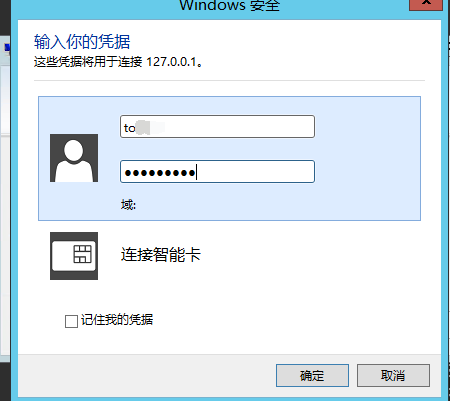 Windows 安全
输入你的凭据
这些凭据将用于连接 127.0.0.1。
to
●●●●●●●●●
域:
连接智能卡
记住我的凭据
确定
取消